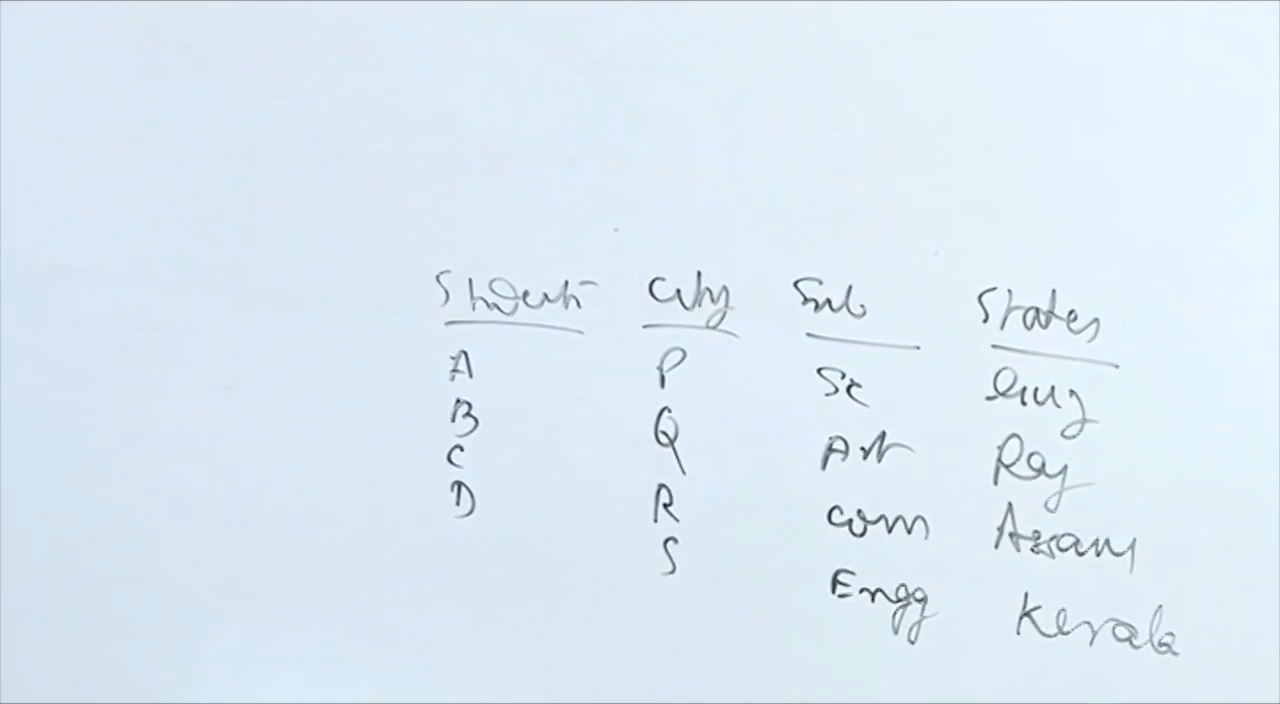 Student City Sub States
A P Sc Guj
B Q Art Raj
C R Com Assam
D S Engg Kerala